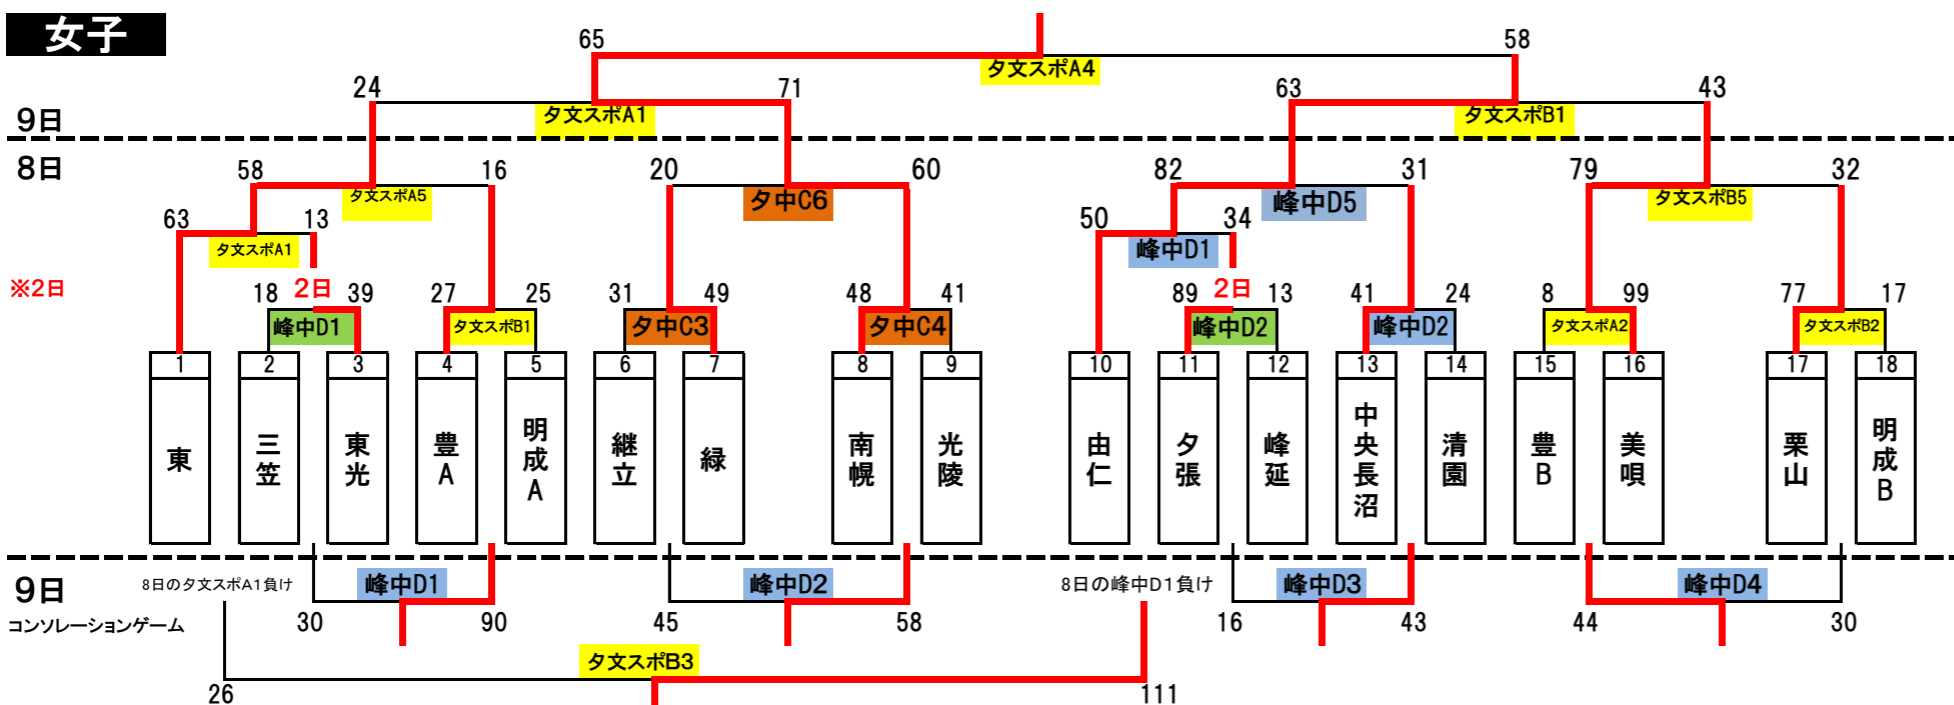 女子
65
58
夕文スポA4
24
71
63
43
9日
夕文スポA1
夕文スポB1
8日
58
16
20
60
82
31
79
32
夕文スポA5
夕中C6
峰中D5
夕文スポB5
63
13
50
34
夕文スポA1
峰中D1
※2日
18
2日
39
27
25
31
49
48
41
89
2日
13
41
24
8
99
77
17
峰中D1
夕文スポB1
夕中C3
夕中C4
峰中D2
峰中D2
夕文スポA2
夕文スポB2
1
2
3
4
5
6
7
8
9
10
11
12
13
14
15
16
17
18
東
三笠
東光
豊A
明成A
継立
緑
南幌
光陵
由仁
夕張
峰延
中央長沼
清園
豊B
美唄
栗山
明成B
9日
8日の夕文スポA1負け
峰中D1
峰中D2
8日の峰中D1負け
峰中D3
峰中D4
コンソレーションゲーム
30
90
45
58
16
43
44
30
夕文スポB3
26
111